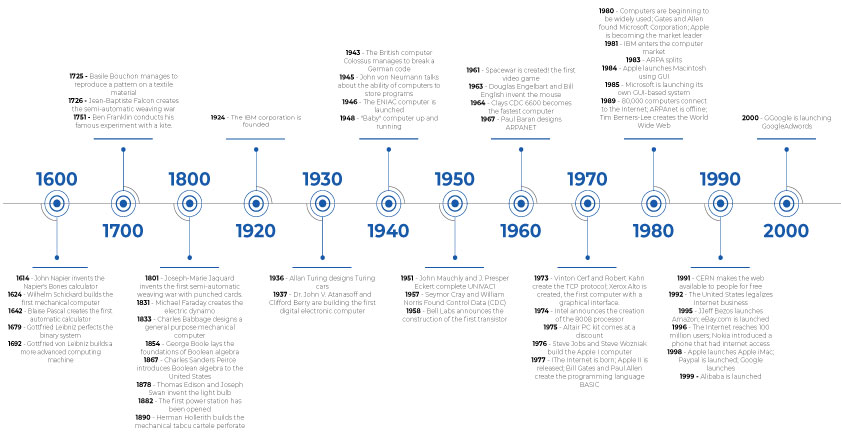 1600
1614 - John Napier invents the
Napier's Bones calculator
1624 - Wilhelm Schickard builds the
first mechanical computer
1642 - Blaise Pascal creates the first
automatic calculator
1679 - Gottfried Leibniz perfects the
binary system
1692 - Gottfried von Leibniz builds a
more advanced computing
machine
1725 - Basile Bouchon manages to
reproduce a pattern on a textile
material
1726 - Jean-Baptiste Falcon creates
the semi-automatic weaving war
1751 - Ben Franklin conducts his
famous experiment with a kite.
1700
1800
1801 - Joseph-Marie Jaquard
invents the first semi-automatic
weaving war with punched cards.
1831 - Michael Faraday creates the
electric dynamo
1833 - Charles Babbage designs a
general purpose mechanical
computer
1854 - George Boole lays the
foundations of Boolean algebra
1867 - Charles Sanders Peirce
introduces Boolean algebra to the
United States
1878 - Thomas Edison and Joseph
Swan invent the light bulb
1882 - The first power station has
been opened
1890 - Herman Hollerith builds the
mechanical tabcu cartele perforate
1924 - The IBM corporation is
founded
1920
1930
1936 - Allan Turing designs Turing
cars
1937 - Dr. John V. Atanasoff and
Clifford Berry are building the first
digital electronic computer
1943 - The British computer
Colossus manages to break a
German code
1945 - John von Neumann talks
about the ability of computers to
store programs
1946 - The ENIAC computer is
launched
1948 - "Baby" computer up and
running
1940
1950
1951 - John Mauchly and J. Presper
Eckert complete UNIVAC1
1957 - Seymor Cray and William
Norris Found Control Data (CDC)
1958 - Bell Labs announces the
construction of the first transistor
1961 - Spacewar is created! the first
video game
1963 - Douglas Engelbart and Bill
English invent the mouse
1964 - Clays CDC 6600 becomes
the fastest computer
1967 - Paul Baran designs
ARPANET
1960
1970
1973 - Vinton Cerf and Robert Kahn
create the TCP protocol; Xerox Alto is
created, the first computer with a
graphical interface.
1974 - Intel announces the
creation of the 8008 processor
1975 - Altair PC kit comes at a
discount
1976 - Steve Jobs and Steve Wozniak
build the Apple I computer
1977 - IThe Internet is born; Apple II is
released; Bill Gates and Paul Allen
create the programming language
BASIC
1980 - Computers are beginning to
be widely used; Gates and Allen
found Microsoft Corporation; Apple
is becoming the market leader
1981 - IBM enters the computer
market
1983 - ARPA splits
1984 - Apple launches Macintosh
using GUI
1985 - Microsoft is launching its
own GUI-based system
1989 - 80,000 computers connect
to the Internet; ARPAnet is offline;
Tim Berners-Lee creates the World
Wide Web
1980
1990
1991 - CERN makes the web
available to people for free
1992 - The United States legalizes
Internet business
1995 - JJeff Bezos launches
Amazon; eBay.com is launched
1996 - The Internet reaches 100
million users; Nokia introduced a
phone that had internet access
1998 - Apple launches Apple iMac;
Paypal is launched; Google
launches
1999 - Alibaba is launched
2000 - GGoogle is launching
GoogleAdwords
2000